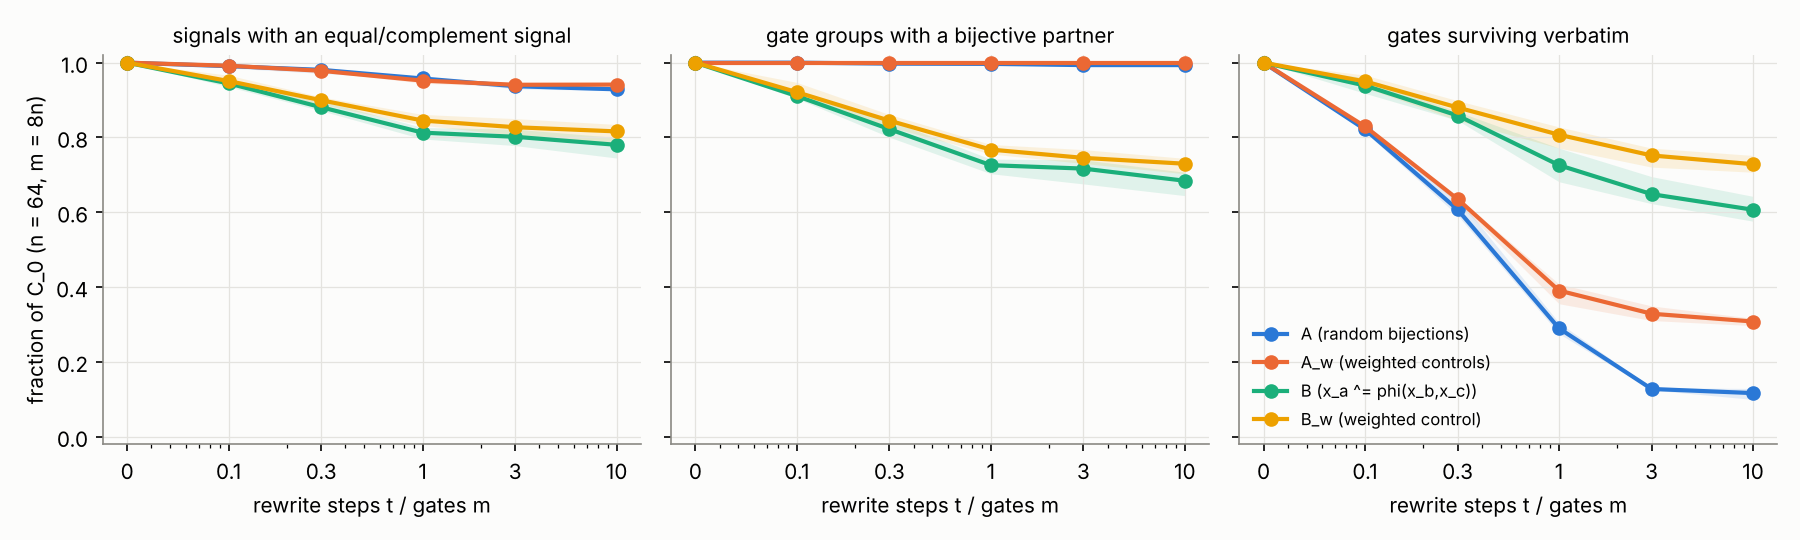 signals with an equal/complement signal
gate groups with a bijective partner
gates surviving verbatim
fraction of C_0 (n = 64, m = 8n)
1.0
0.8
0.6
0.4
0.2
0.0
A (random bijections)
A_w (weighted controls)
B (x_a ^= phi(x_b,x_c))
B_w (weighted control)
0 0.1 0.3 1 3 10
0 0.1 0.3 1 3 10
0 0.1 0.3 1 3 10
rewrite steps t / gates m
rewrite steps t / gates m
rewrite steps t / gates m